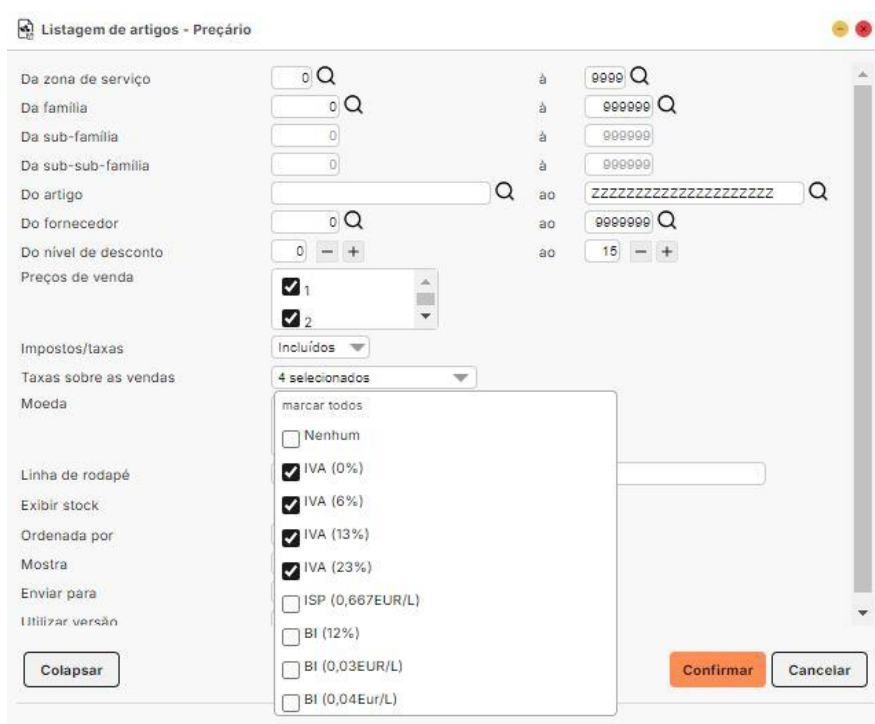 Listagem de artigos - Preçário
Da zona de serviço 0 à 9999
Da família 0 à 999999
Da sub-família 0 à 999999
Da sub-sub-família 0 à 999999
Do artigo ao ZZZZZZZZZZZZZZZZZZZZZZ
Do fornecedor 0 ao 9999999
Do nível de desconto 0 − + ao 15 − +
Preços de venda
1
2
Impostos/taxas Incluídos
Taxas sobre as vendas 4 selecionados
Moeda
marcar todos
Nenhum
Linha de rodapé
IVA (0%)
Exibir stock
IVA (6%)
Ordenada por
IVA (13%)
Mostra
IVA (23%)
Enviar para
ISP (0,667EUR/L)
Utilizar versão
BI (12%)
BI (0,03EUR/L)
BI (0,04Eur/L)
Colapsar
Confirmar
Cancelar